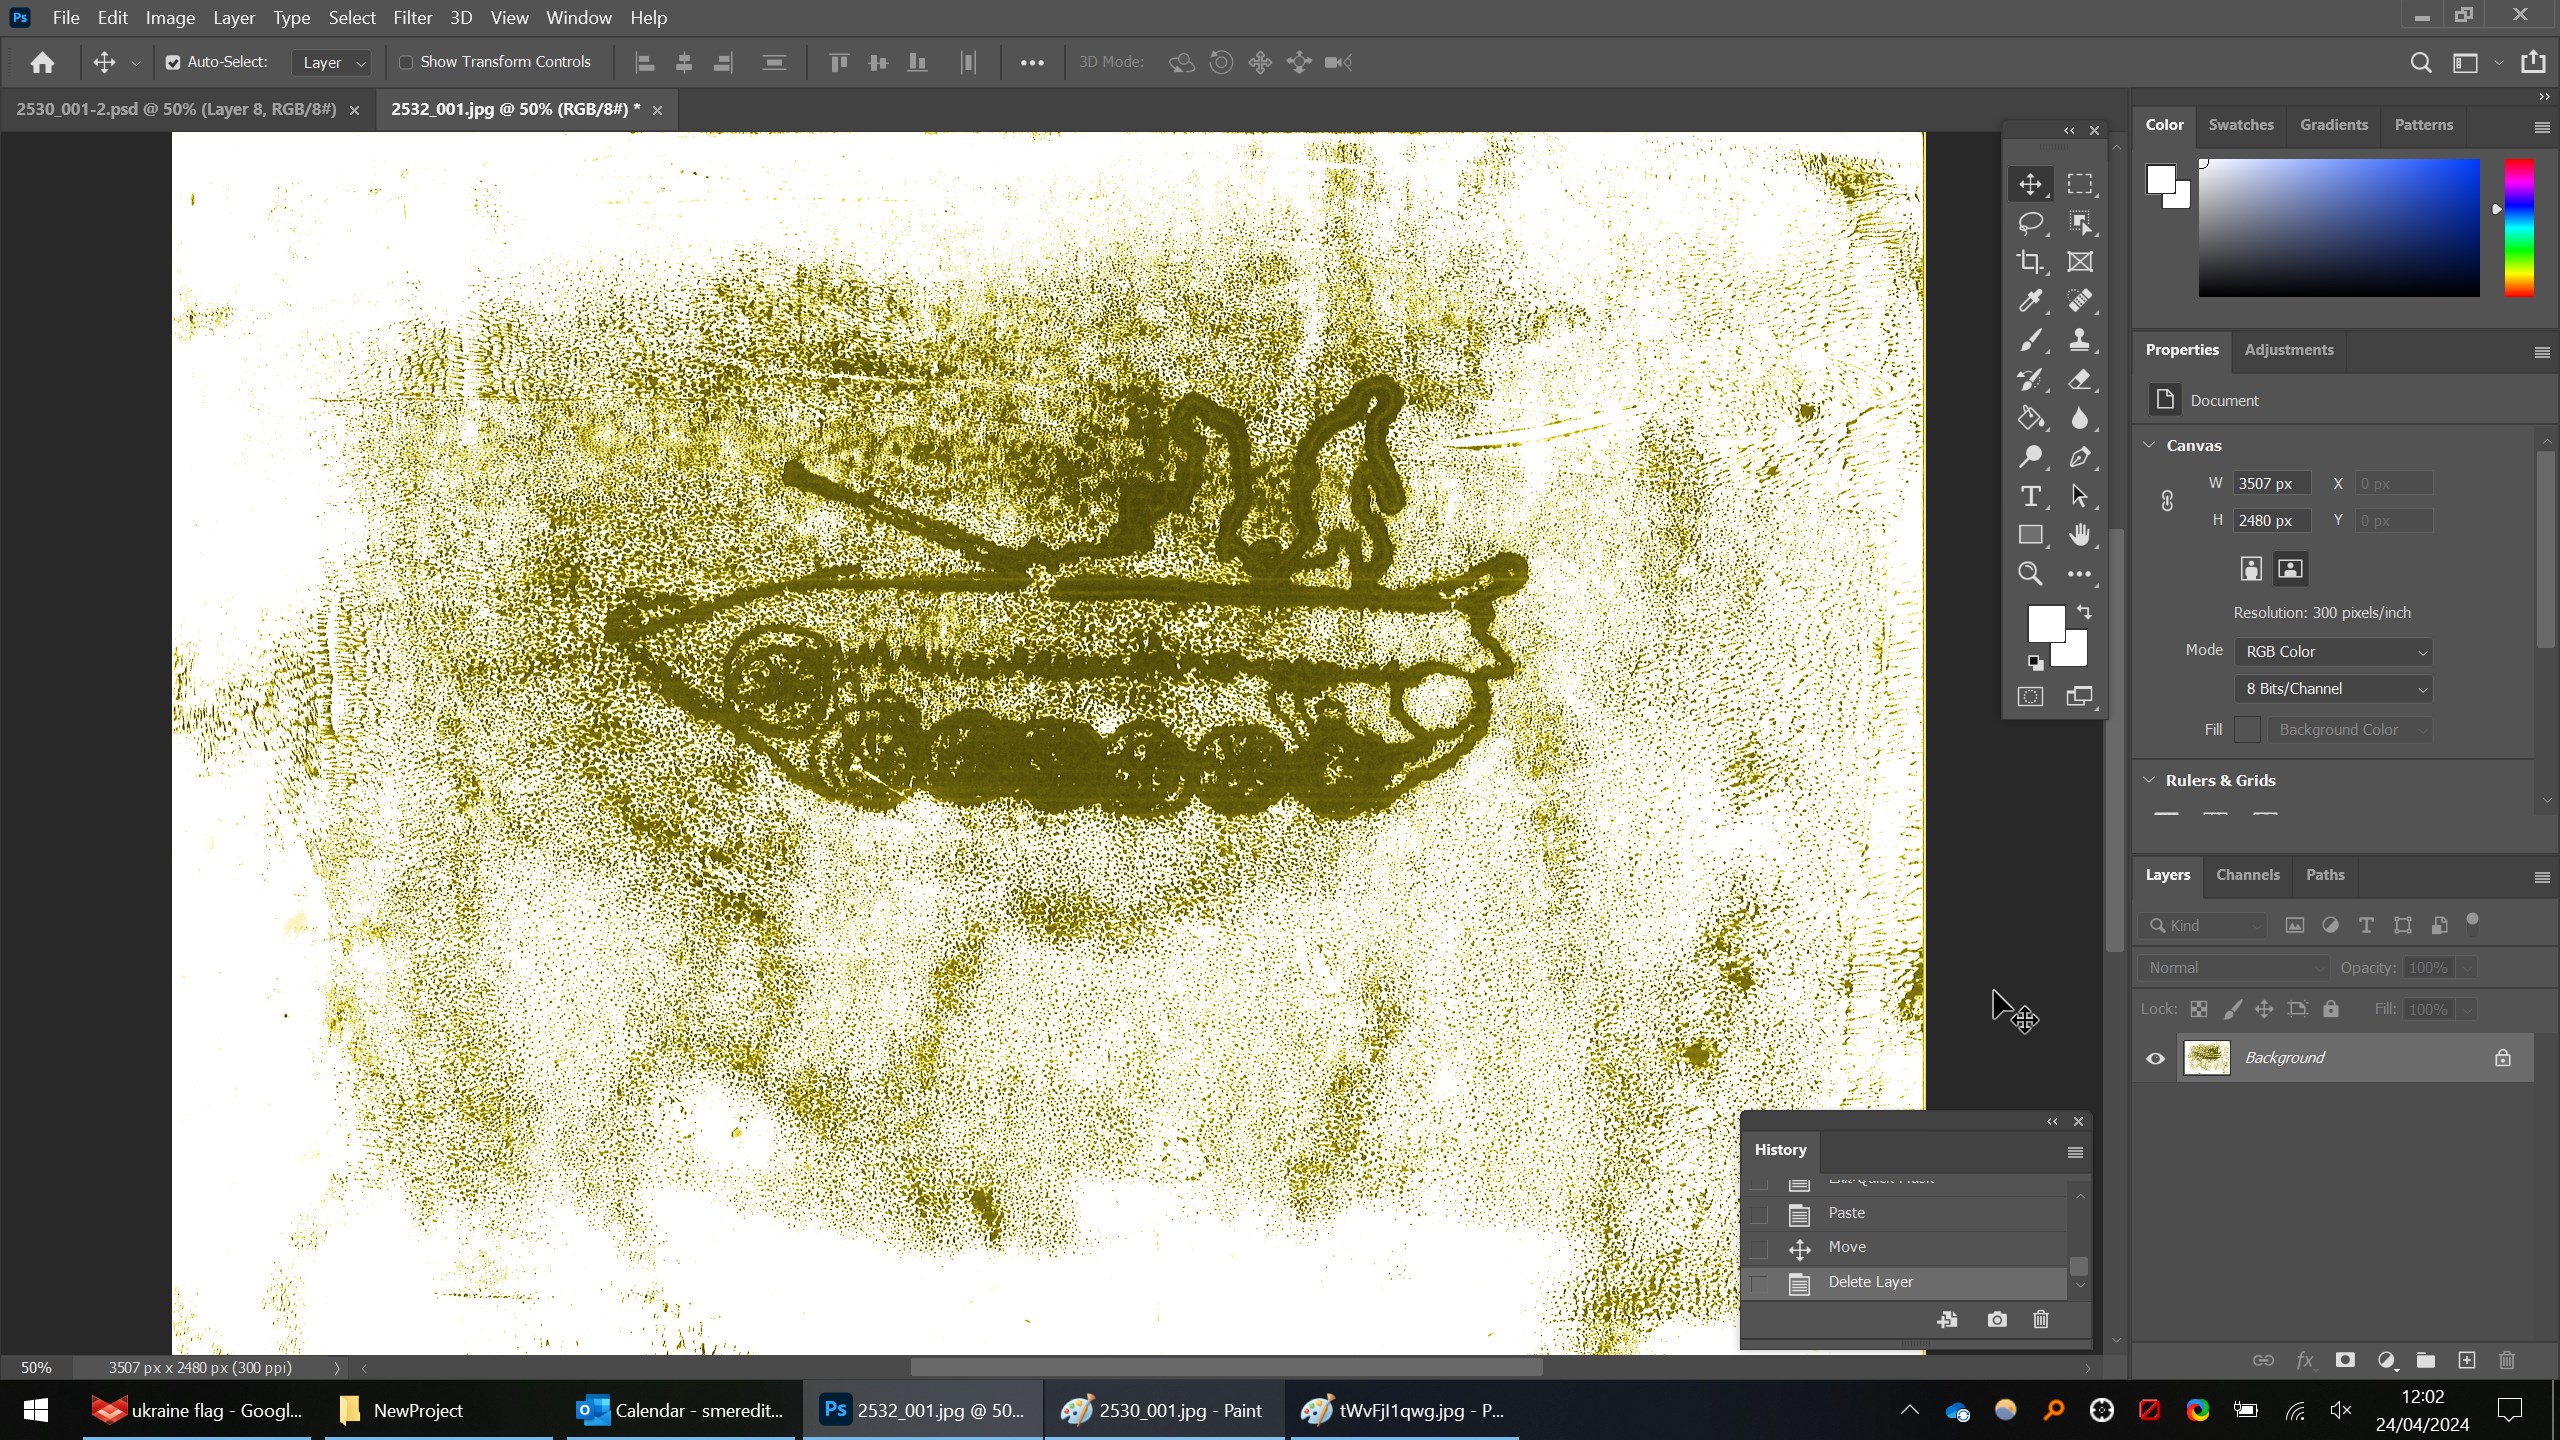 Ps File Edit Image Layer Type Select Filter 3D View Window Help
Auto-Select: Layer Show Transform Controls 3D Mode:
2530_001-2.psd @ 50% (Layer 8, RGB/8#) 2532_001.jpg @ 50% (RGB/8#) *
Color Swatches Gradients Patterns
Properties Adjustments
Document
Canvas
W 3507 px X 0 px
H 2480 px Y 0 px
Resolution: 300 pixels/inch
Mode RGB Color
8 Bits/Channel
Fill Background Color
Rulers & Grids
Layers Channels Paths
Kind
Normal Opacity: 100%
Lock: Fill: 100%
Background
History
Paste
Move
Delete Layer
50% 3507 px x 2480 px (300 ppi)
ukraine flag - Googl... NewProject Calendar - smeredit... 2532_001.jpg @ 50... 2530_001.jpg - Paint tWvFjI1qwg.jpg - P...
12:02
24/04/2024